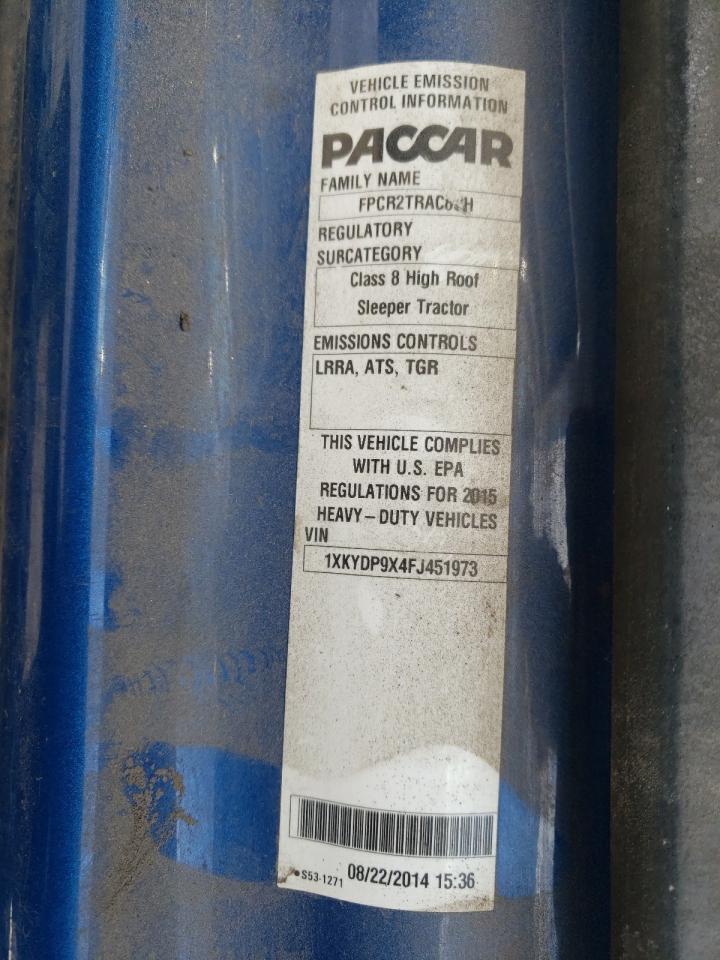 VEHICLE EMISSION
CONTROL INFORMATION
PACCAR
FAMILY NAME
REGULATORY
SURCATEGORY
Class 8 High Roof
Sleeper Tractor
EMISSIONS CONTROLS
LRRA, ATS, TGR
THIS VEHICLE COMPLIES
WITH U.S. EPA
REGULATIONS FOR 2015
HEAVY-DUTY VEHICLES
VIN
1XKYDP9X4FJ451973
S53-1271 08/22/2014 15:36